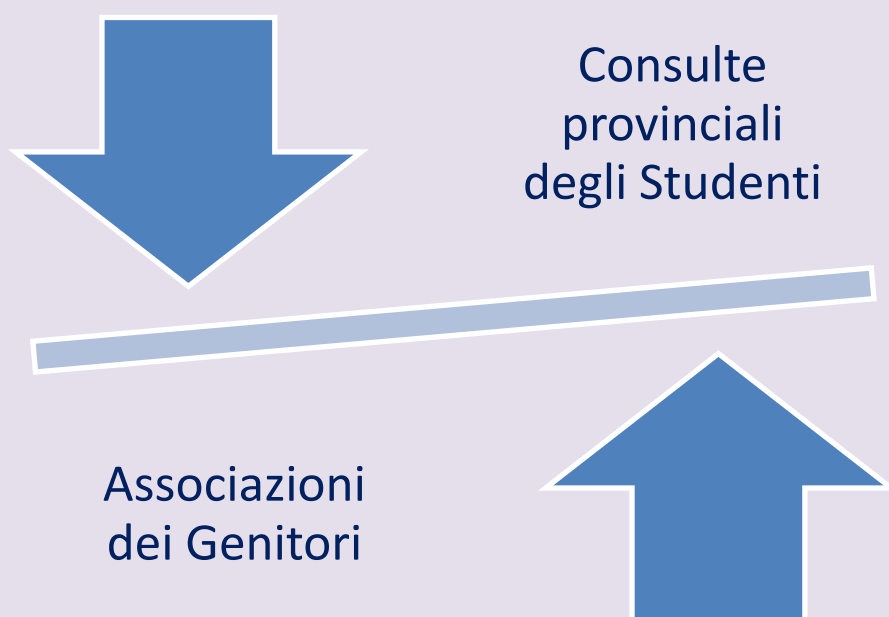 Consulte
provinciali
degli Studenti
Associazioni
dei Genitori